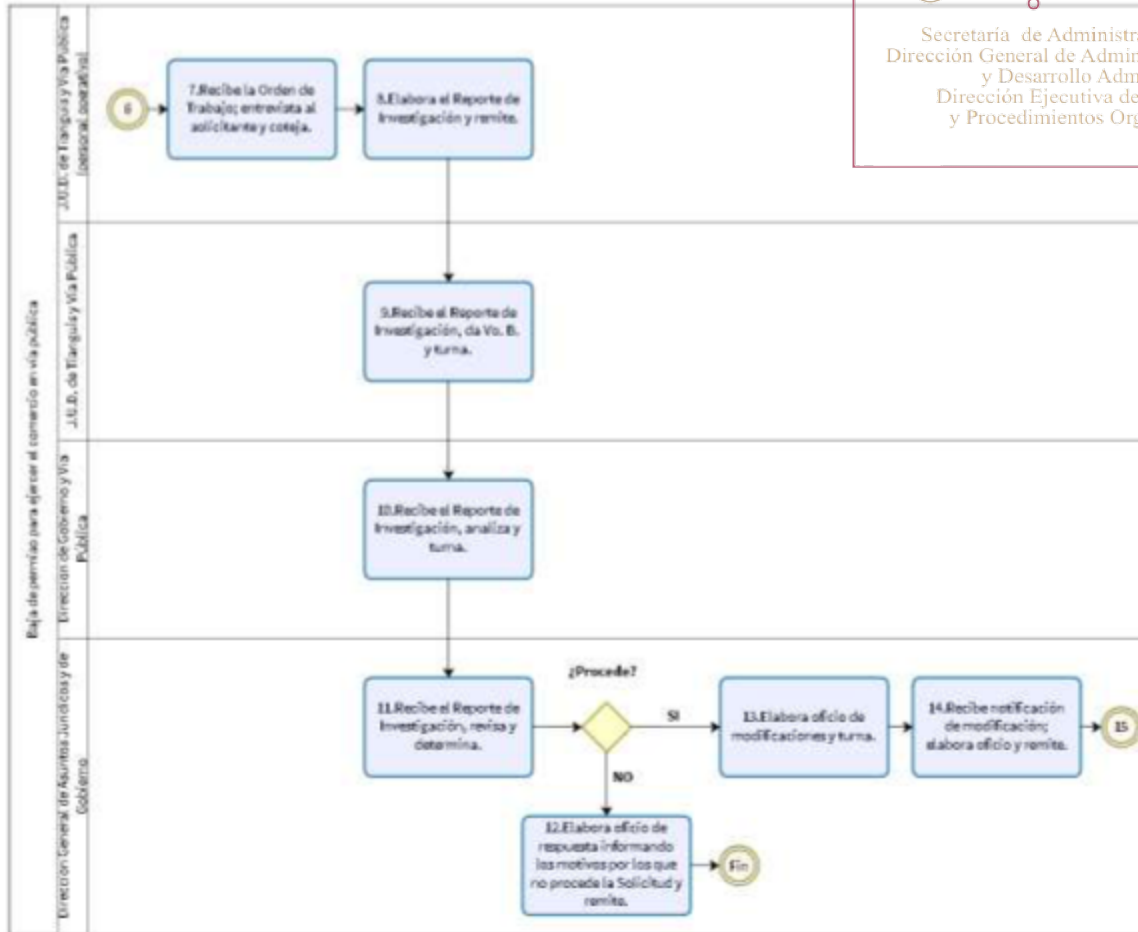 Secretaría de Administra
Dirección General de Admin
y Desarrollo Adm
Dirección Ejecutiva de
y Procedimientos Org
Baja de permiso para ejercer el comercio en vía pública
J.U.D. de Tianguis y Vía Pública
(personal operativo)
6
7.Recibe la Orden de
Trabajo; entrevista al
solicitante y coteja.
8.Elabora el Reporte de
Investigación y remite.
J.U.D. de Tianguis y Vía Pública
9.Recibe el Reporte de
Investigación, da Vo. B.
y turna.
Dirección de Gobierno y Vía
Pública
10.Recibe el Reporte de
Investigación, analiza y
turna.
Dirección General de Asuntos Jurídicos y de
Gobierno
11.Recibe el Reporte de
Investigación, revisa y
determina.
¿Procede?
SI
NO
13.Elabora oficio de
modificaciones y turna.
14.Recibe notificación
de modificación;
elabora oficio y remite.
15
12.Elabora oficio de
respuesta informando
los motivos por los que
no procede la Solicitud y
remite.
Fin